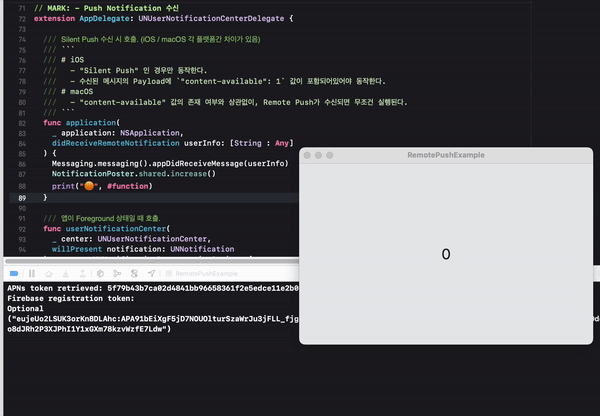 71 // MARK: - Push Notification 수신
72 extension AppDelegate: UNUserNotificationCenterDelegate {
73
74 /// Silent Push 수신 시 호출. (iOS / macOS 각 플랫폼간 차이가 있음)
75 /// ```
76 /// # iOS
77 /// - "Silent Push" 인 경우만 동작한다.
78 /// - 수신된 메시지의 Payload에 `"content-available": 1` 값이 포함되어있어야 동작한다.
79 /// # macOS
80 /// - "content-available" 값의 존재 여부와 상관없이, Remote Push가 수신되면 무조건 실행된다.
81 /// ```
82 func application(
83 _ application: NSApplication,
84 didReceiveRemoteNotification userInfo: [String : Any]
85 ) {
86 Messaging.messaging().appDidReceiveMessage(userInfo)
87 NotificationPoster.shared.increase()
88 print("🟠", #function)
89 }
90
91 /// 앱이 Foreground 상태일 때 호출.
92 func userNotificationCenter(
93 _ center: UNUserNotificationCenter,
94 willPresent notification: UNNotification
RemotePushExample
0
RemotePushExample
APNs token retrieved: 5f79b43b7ca02d4841bb96658361f2e5edce11e2b0
Firebase registration token:
Optional
("eujeUo2LSUK3orKn8DLAhc:APA91bEiXgF5jD7NOUOlturSzaWrJu3jFLL_fjg
o8dJRh2P3XJPhI1Y1xGXm78kzvWzfE7Ldw")